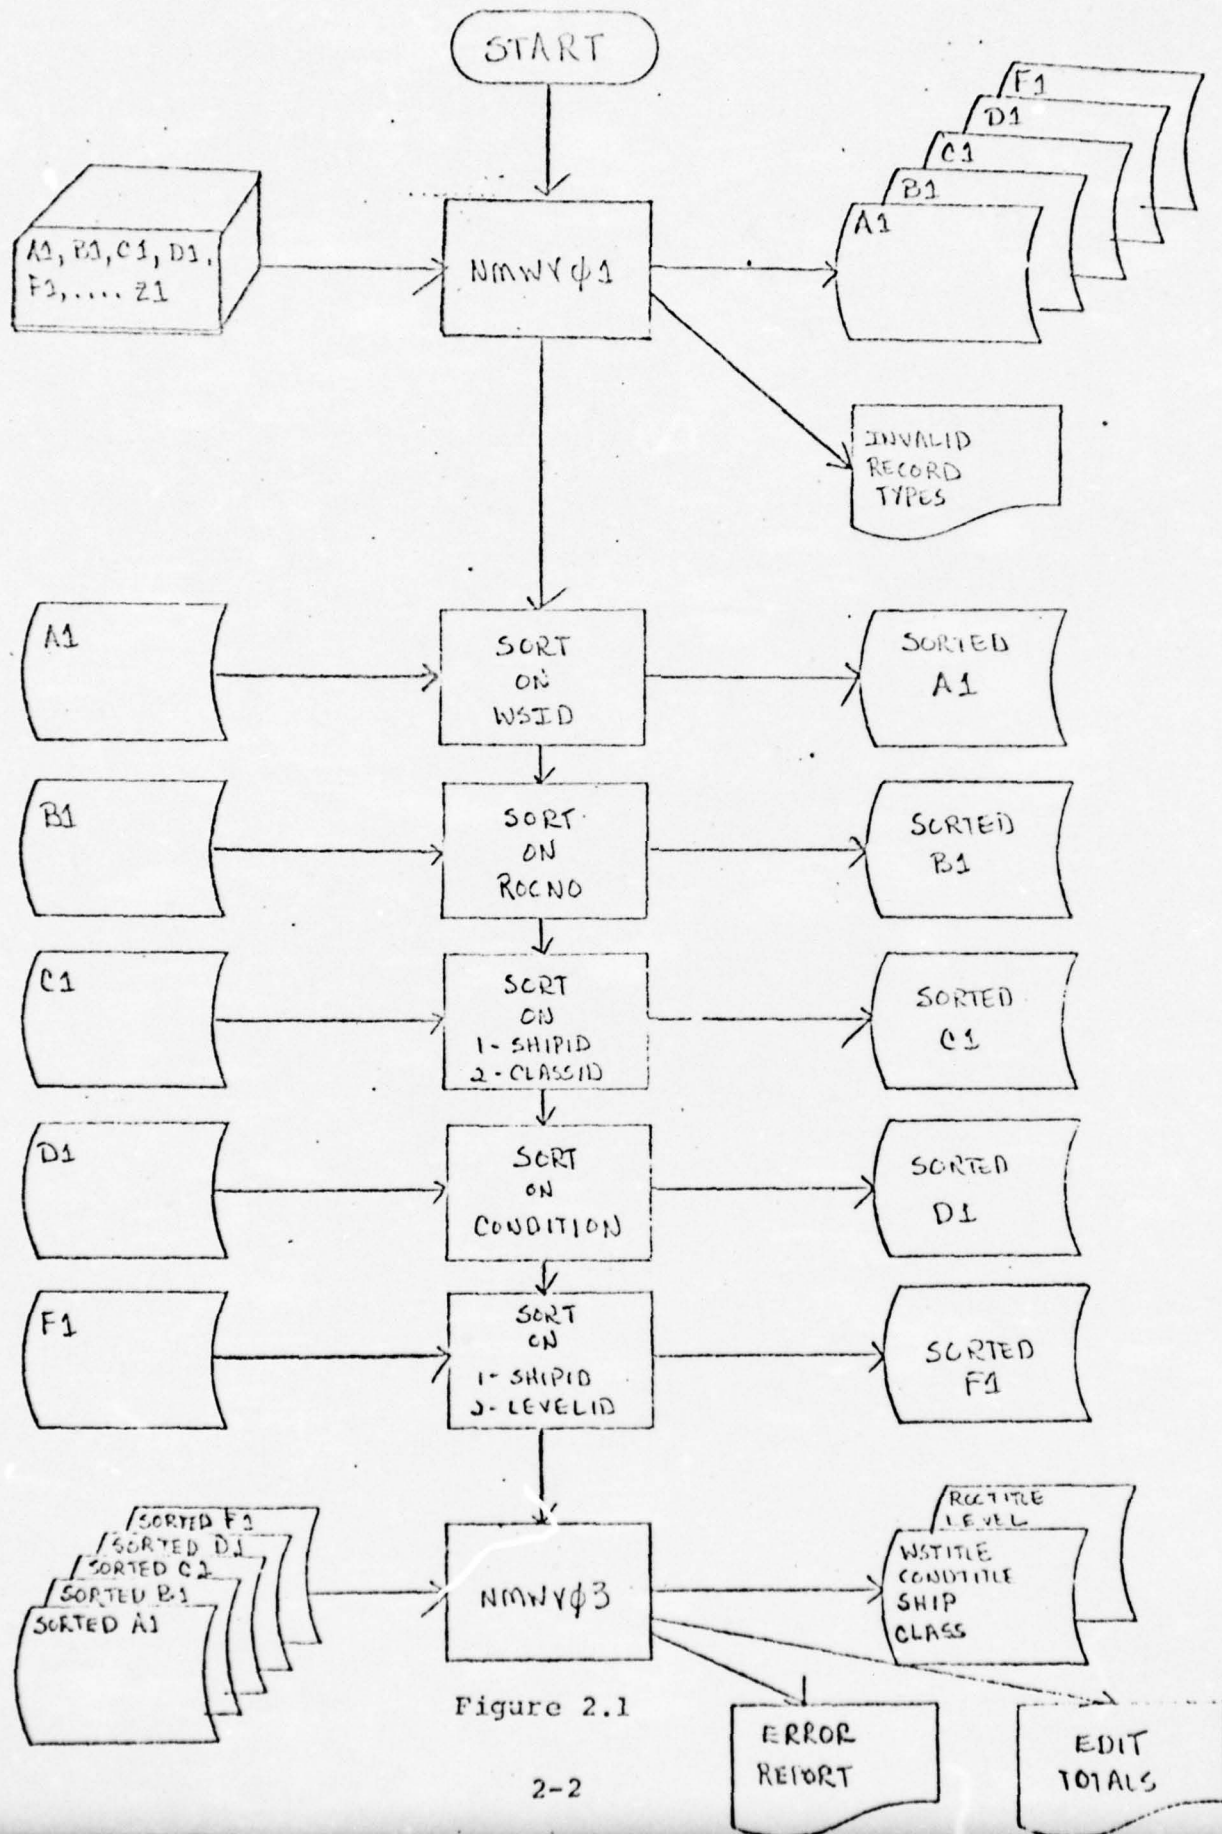 START
F1
D1
C1
B1
A1
A1, B1, C1, D1,
F1, .... Z1
NMWVφ1
INVALID
RECORD
TYPES
A1
SORT
ON
WSID
SORTED
A1
B1
SORT
ON
ROCNO
SORTED
B1
C1
SORT
ON
1- SHIPID
2- CLASSID
SORTED
C1
D1
SORT
ON
CONDITION
SORTED
D1
F1
SORT
ON
1- SHIPID
2- LEVELID
SORTED
F1
SORTED F1
SORTED D1
SORTED C1
SORTED B1
SORTED A1
NMWVφ3
ROCTITLE
LEVEL
WSTITLE
CONDTITLE
SHIP
CLASS
Figure 2.1
ERROR
REPORT
EDIT
TOTALS
2-2